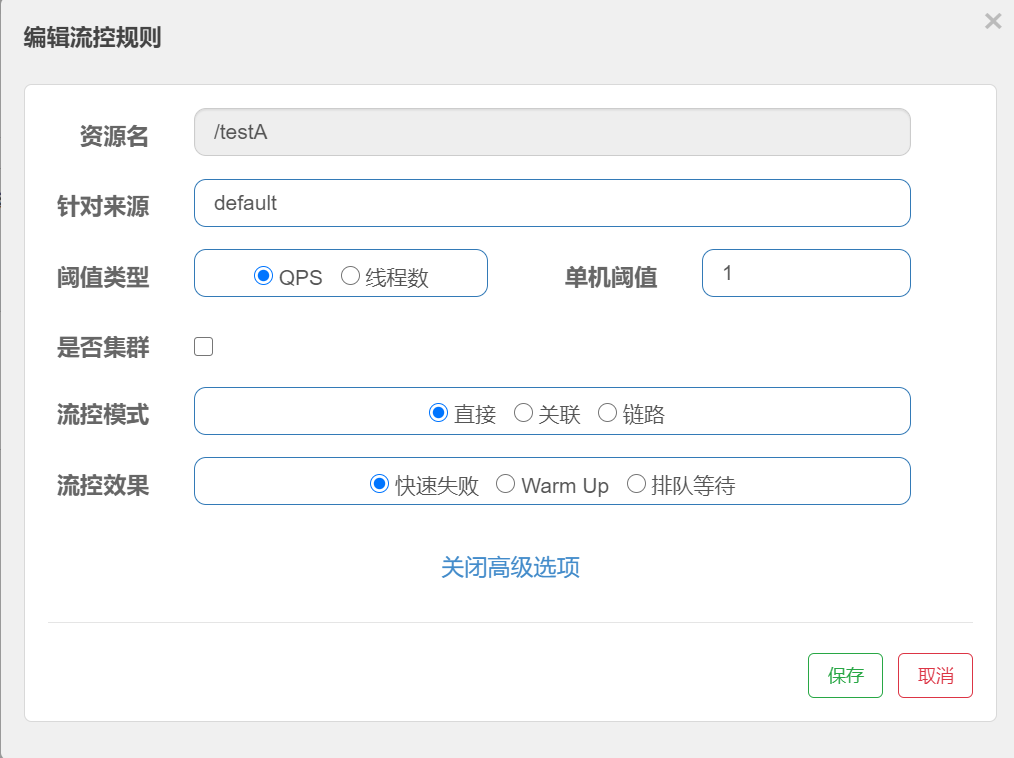 编辑流控规则 ×
资源名 /testA
针对来源 default
阈值类型 QPS 线程数 单机阈值 1
是否集群
流控模式 直接 关联 链路
流控效果 快速失败 Warm Up 排队等待
关闭高级选项
保存 取消